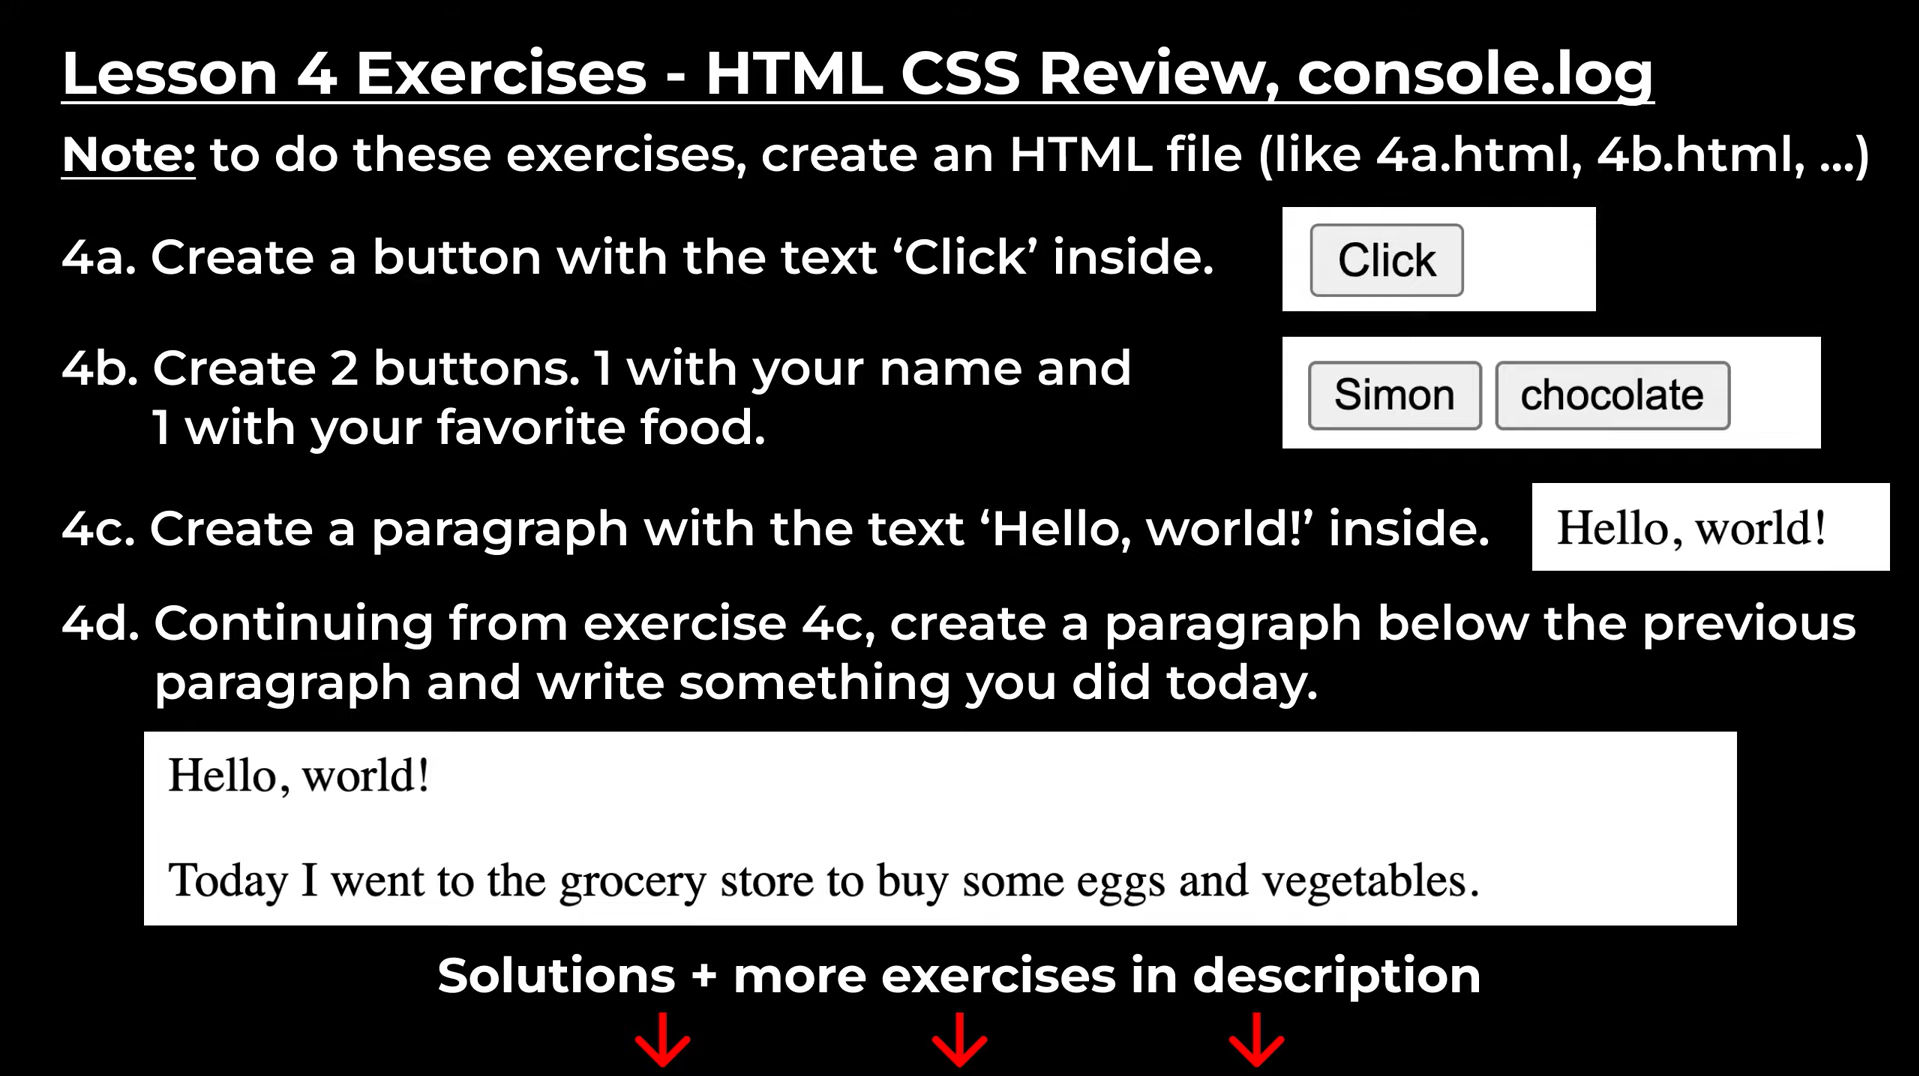 Lesson 4 Exercises - HTML CSS Review, console.log
Note: to do these exercises, create an HTML file (like 4a.html, 4b.html, ...)
4a. Create a button with the text ‘Click’ inside.
Click
4b. Create 2 buttons. 1 with your name and
1 with your favorite food.
Simon chocolate
4c. Create a paragraph with the text ‘Hello, world!’ inside.
Hello, world!
4d. Continuing from exercise 4c, create a paragraph below the previous
paragraph and write something you did today.
Hello, world!
Today I went to the grocery store to buy some eggs and vegetables.
Solutions + more exercises in description